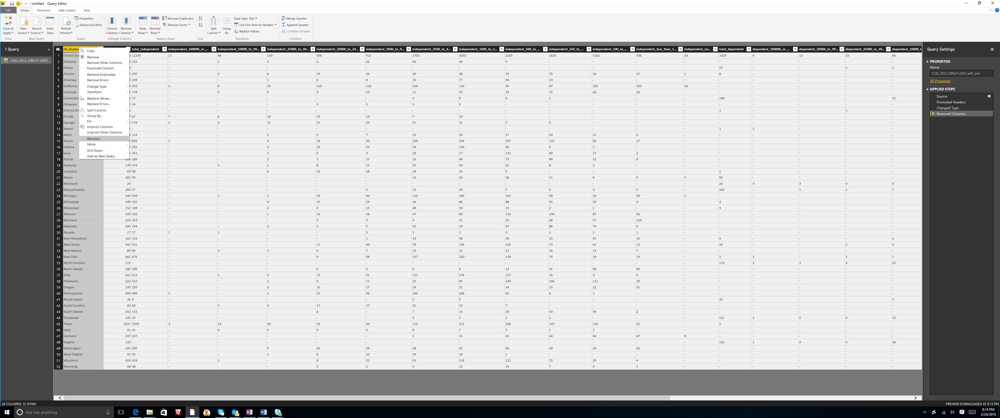 Untitled - Query Editor
File Home Transform Add Column View
Close & Apply
New Source
Recent Sources
Enter Data
Refresh Preview
Properties
Advanced Editor
Choose Columns
Remove Columns
Keep Rows
Remove Rows
Remove Duplicates
Remove Errors
Split Column
Group By
Data Type: Text
Use First Row As Headers
Replace Values
Merge Queries
Append Queries
Combine Binaries
Close New Query Query Manage Columns Reduce Rows Sort Transform Combine
1 Query
COG_2012_ORG11 US01...
GC.display total_independent independent_100000_or_... independent_50000_to_99... independent_25000_to_49... independent_10000_to_24... independent_5000_to_9... independent_2500_to_4... independent_1000_to_2... independent_500_to_... independent_250_to_... independent_100_to_... independent_less_than_1... independent_no... total_dependent dependent_100000_or_... dependent_50000_to_99... dependent_25000_to_49... dependent_10000_t
1 United Stat 12249 17 48 159 506 913 1703 3033 2245 1633 1262 706 24 1019 9 13 29 86
2 Alabama 132 - 1 5 6 26 43 48 3 - - - - - - - - -
3 Alaska - - - - - - - - - - - - - 53 - - 1 2
4 Arizona 207 - 2 6 19 26 20 38 19 25 24 27 1 8 - - - -
5 Arkansas 239 - - 1 6 8 30 77 94 23 - - - - - - - -
6 California 953 2 8 35 110 116 136 139 95 87 102 105 18 - - - - -
7 Colorado 178 - 4 5 9 12 11 33 19 35 40 10 - - - - - -
8 Connecticu 17 - - - - - 3 9 4 1 - - - 149 - - - 10
9 Delaware 16 - - - 3 5 5 3 - - - - - - - - - -
10 District of - - - - - - - - - - - - - 1 - - 1 -
11 Florida 67 7 6 14 10 13 7 10 - - - - - - - - - -
12 Georgia 179 2 2 11 21 29 51 51 7 5 - - - - - - - -
13 Hawaii - - - - - - - - - - - - - 1 1 - - -
14 Idaho 114 - - 1 5 7 13 24 17 20 21 6 - - - - - -
15 Illinois 865 1 - 4 18 50 109 234 207 132 83 27 - - - - - -
16 Indiana 291 - - 2 22 33 54 130 44 5 1 - - - - - - -
17 Iowa 351 - - 1 6 9 18 77 131 80 27 2 - - - - - -
18 Kansas 286 286 - - 3 3 15 16 48 73 88 32 8 - - - - - -
19 Kentucky 174 174 - 1 1 8 15 55 59 25 8 2 - - - - - - -
20 Louisiana 69 68 - - 6 10 18 18 14 2 - - - - 1 - - - -
21 Maine 182 90 - - - - - 13 33 18 11 8 6 1 92 - - - -
22 Maryland 24 - - - - - - - - - - - - - 24 3 3 4 5
23 Massachusetts 300 57 - - - - 2 13 29 7 2 3 1 - 243 - 1 1 7
24 Michigan 549 549 - 1 1 19 46 110 184 101 40 16 30 1 - - - - -
25 Minnesota 339 335 - - 4 10 24 36 86 88 55 29 3 - 4 - - - -
26 Mississippi 152 149 - - 2 3 15 48 59 19 2 1 - - 3 - - - -
27 Missouri 520 520 - - 1 19 18 47 90 116 100 87 42 - - - - - -
28 Montana 316 316 - - - 2 3 4 21 25 48 57 156 - - - - - -
29 Nebraska 249 249 - - 2 2 5 10 19 47 86 74 4 - - - - - -
30 Nevada 17 17 1 1 - - 5 2 2 3 1 1 1 - - - - - -
31 New Hampshire 163 154 - - - - 1 13 38 36 25 25 16 - 9 - - - 2
32 New Jersey 545 521 - - - 11 46 79 156 103 73 41 12 - 24 - - 2 3
33 New Mexico 89 89 - 1 1 6 7 13 12 13 16 13 7 - - - - - -
34 New York 681 676 - - - 9 68 137 230 130 70 18 14 - 5 1 - 3 1
35 North Carolina 115 - - - - - - - - - - - - - 115 2 3 6 25
36 North Dakota 180 180 - - - 2 3 2 6 14 41 66 46 - - - - - -
37 Ohio 612 612 - 1 2 13 51 121 276 127 16 3 2 - - - - - -
38 Oklahoma 522 522 - - 2 9 11 25 85 104 146 111 29 - - - - - -
39 Oregon 195 195 - - 3 10 17 24 31 34 23 22 31 - - - - - -
40 Pennsylvania 499 499 1 - 1 15 56 144 208 65 8 1 - - - - - - -
41 Rhode Island 36 4 - - - - - 2 2 - - - - - 32 - - - 3
42 South Carolina 83 83 - 1 4 17 17 21 16 7 - - - - - - - - -
43 South Dakota 152 152 - - - 2 - 7 14 28 50 49 2 - - - - - -
44 Tennessee 135 14 - - - - - 3 7 2 2 - - - 121 1 2 6 10
45 Texas 1031 1029 3 14 30 54 69 115 212 206 145 156 25 - 2 - - - -
46 Utah 41 41 - 4 5 5 5 9 7 3 1 2 - - - - - - -
47 Vermont 237 237 - - - - - 1 15 33 54 84 47 3 - - - - -
48 Virginia 132 - - - - - - - - - - - - - 132 1 4 5 18
49 Washington 295 295 - - 5 26 28 38 52 40 30 34 42 - - - - - -
50 West Virginia 55 55 - - 1 6 10 19 18 1 - - - - - - - - -
51 Wisconsin 424 424 - 1 - 8 22 53 118 121 72 25 4 - - - - - -
52 Wyoming 48 48 - - - 2 2 5 13 14 7 4 1 - - - - - -
Copy
Remove
Remove Other Columns
Duplicate Column
Remove Duplicates
Remove Errors
Change Type
Transform
Replace Values...
Replace Errors...
Split Column
Group By...
Fill
Unpivot Columns
Unpivot Other Columns
Rename...
Move
Drill Down
Add as New Query
Query Settings
PROPERTIES
Name
COG_2012_ORG11 US01_with_ann
All Properties
APPLIED STEPS
Source
Promoted Headers
Changed Type
Removed Columns
28 COLUMNS, 52 ROWS
PREVIEW DOWNLOADED AT 8:13 PM
Ask me anything
8:14 PM
2/24/2016